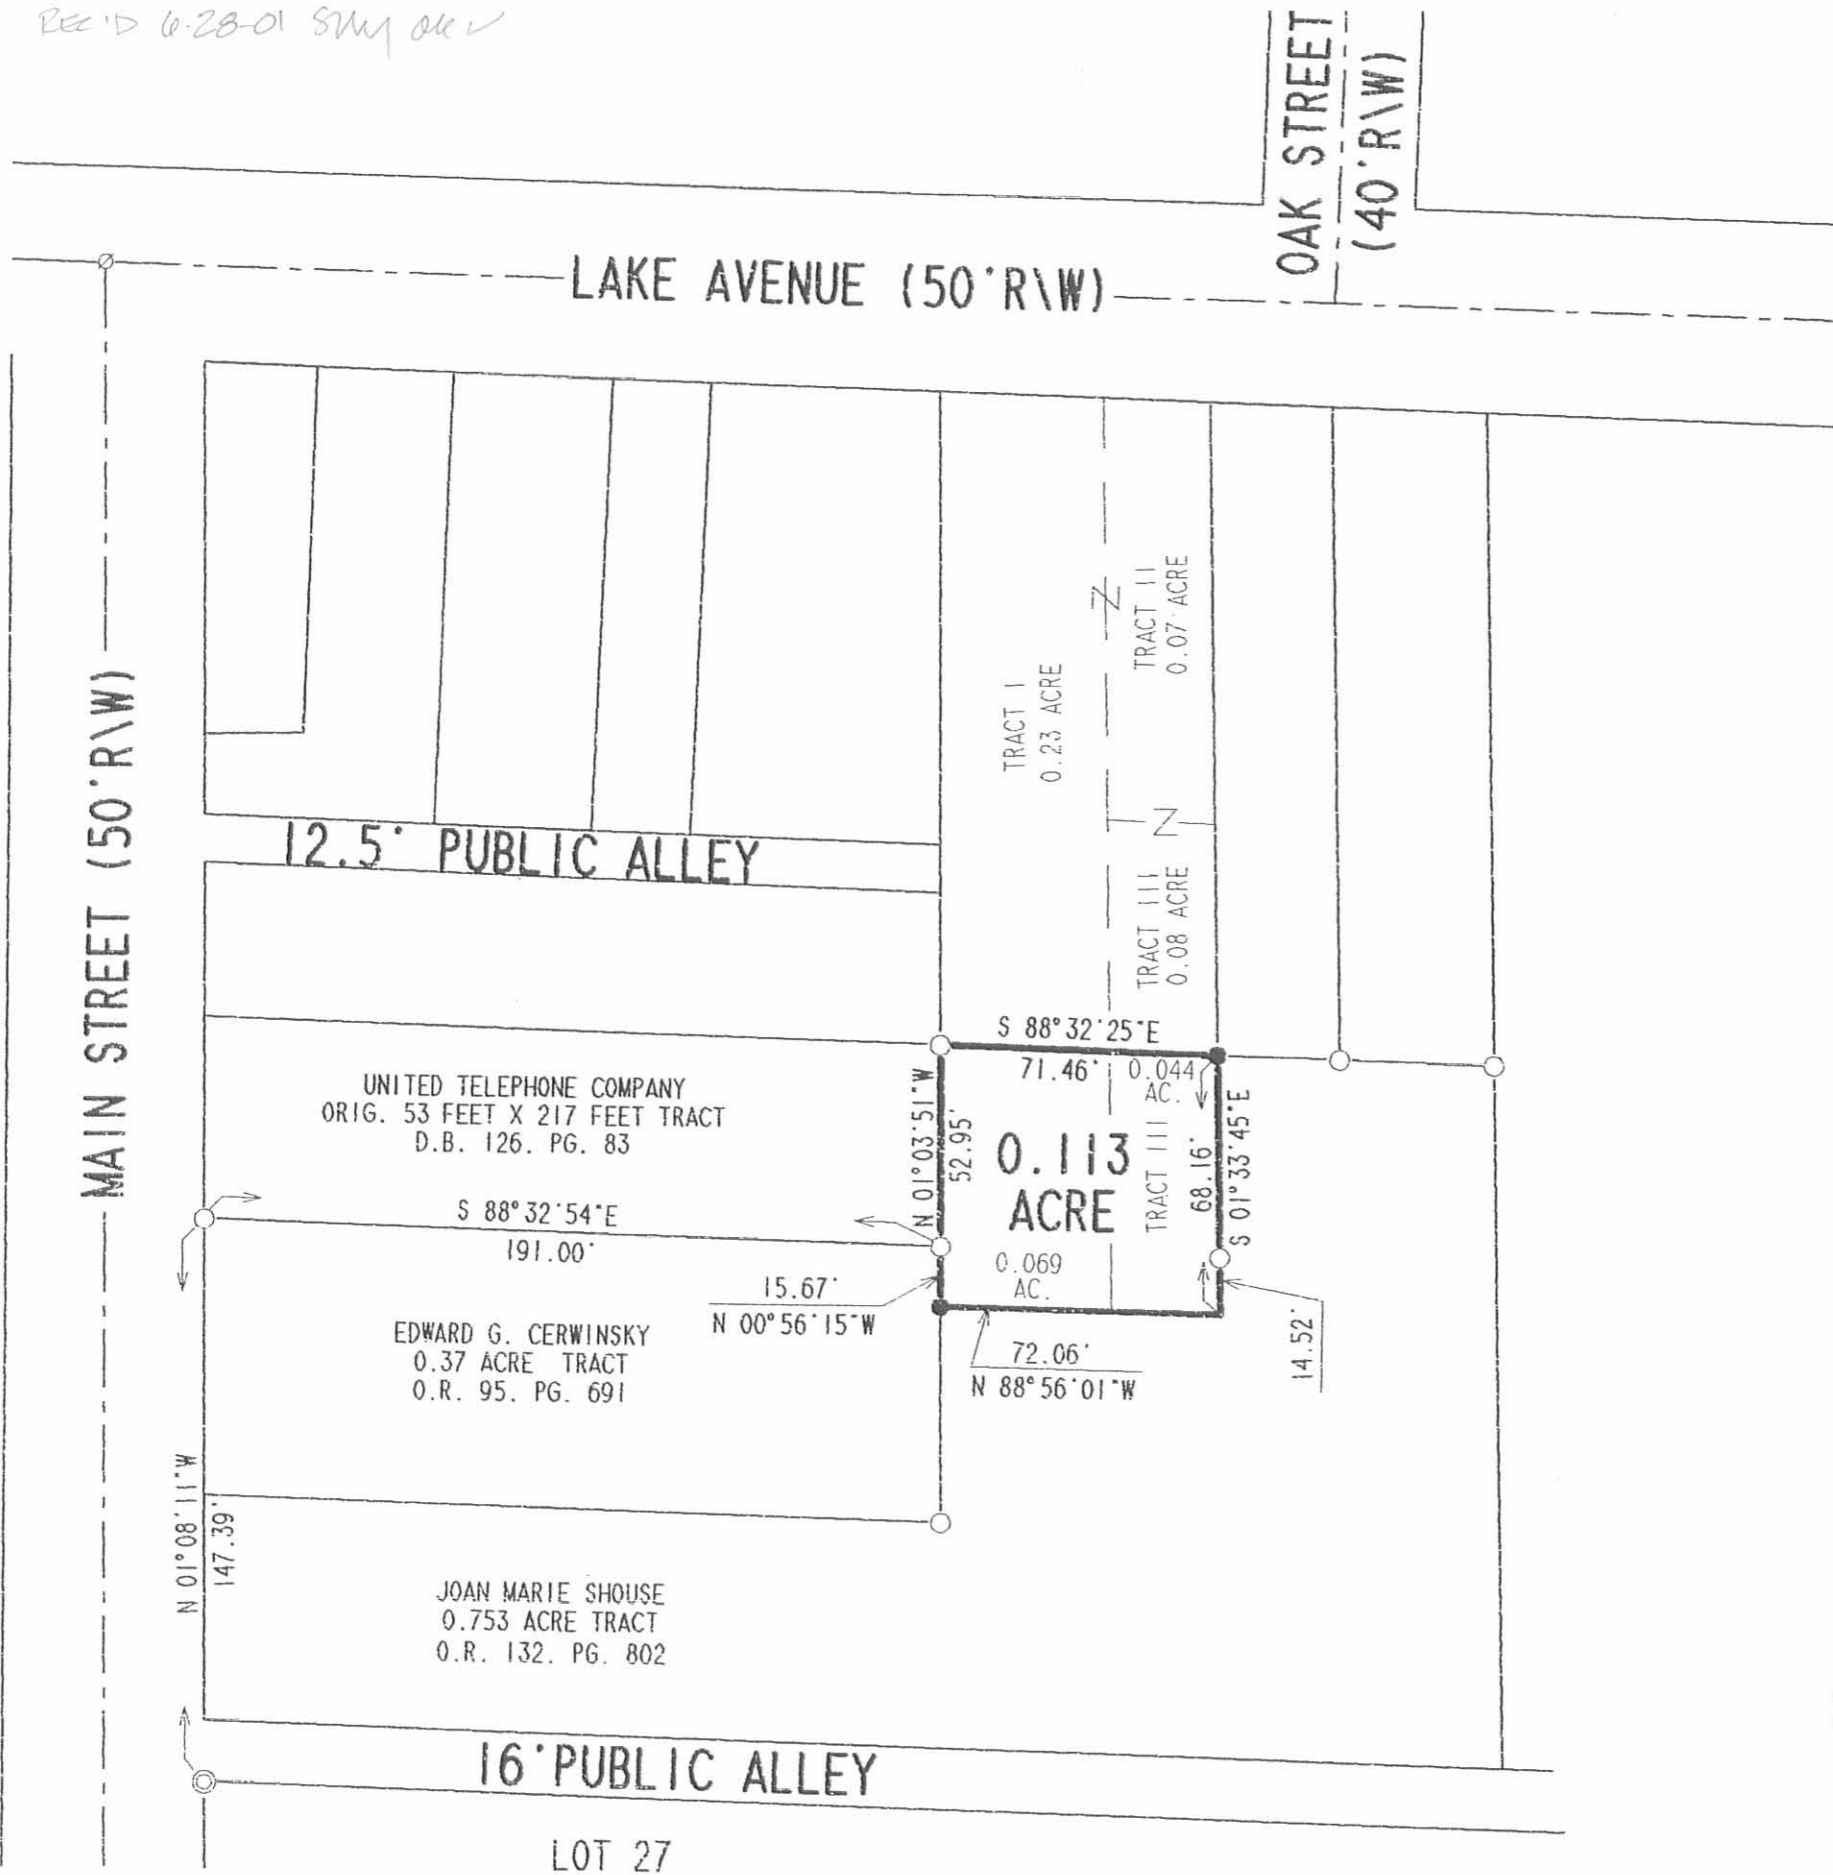 REC'D 6-28-01
OAK STREET
(40'R\W)
LAKE AVENUE (50'R\W)
MAIN STREET (50'R\W)
TRACT I
0.23 ACRE
TRACT II
0.07 ACRE
Z
Z
12.5' PUBLIC ALLEY
TRACT III
0.08 ACRE
S 88°32'25"E
71.46'
0.044
AC.
UNITED TELEPHONE COMPANY
ORIG. 53 FEET X 217 FEET TRACT
D.B. 126. PG. 83
N 01°03'51"W
52.95'
0.113
ACRE
TRACT III
68.16'
S 01°33'45"E
S 88°32'54"E
191.00'
0.069
AC.
15.67'
N 00°56'15"W
EDWARD G. CERWINSKY
0.37 ACRE TRACT
O.R. 95. PG. 691
72.06'
N 88°56'01"W
14.52'
N 01°08'11"W
147.39'
JOAN MARIE SHOUSE
0.753 ACRE TRACT
O.R. 132. PG. 802
16'PUBLIC ALLEY
LOT 27